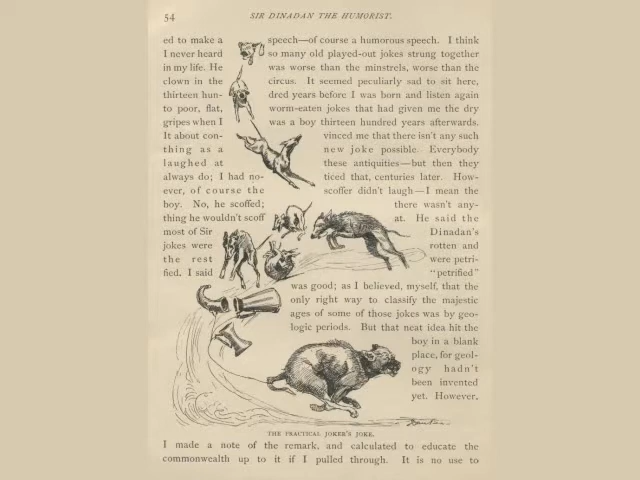 54
SIR DINADAN THE HUMORIST.
ed to make a speech—of course a humorous speech. I think
I never heard so many old played-out jokes strung together
in my life. He was worse than the minstrels, worse than the
clown in the circus. It seemed peculiarly sad to sit here,
thirteen hun- dred years before I was born and listen again
to poor, flat, worm-eaten jokes that had given me the dry
gripes when I was a boy thirteen hundred years afterwards.
It about con- vinced me that there isn't any such
thing as a new joke possible. Everybody
laughed at these antiquities—but then they
always do; I had no- ticed that, centuries later. How-
ever, of course the scoffer didn't laugh—I mean the
boy. No, he scoffed; there wasn't any-
thing he wouldn't scoff at. He said the
most of Sir Dinadan's
jokes were rotten and
the rest were petri-
fied. I said "petrified"
was good; as I believed, myself, that the
only right way to classify the majestic
ages of some of those jokes was by geo-
logic periods. But that neat idea hit the
boy in a blank
place, for geol-
ogy hadn't
been invented
yet. However,
THE PRACTICAL JOKER'S JOKE.
I made a note of the remark, and calculated to educate the
commonwealth up to it if I pulled through. It is no use to